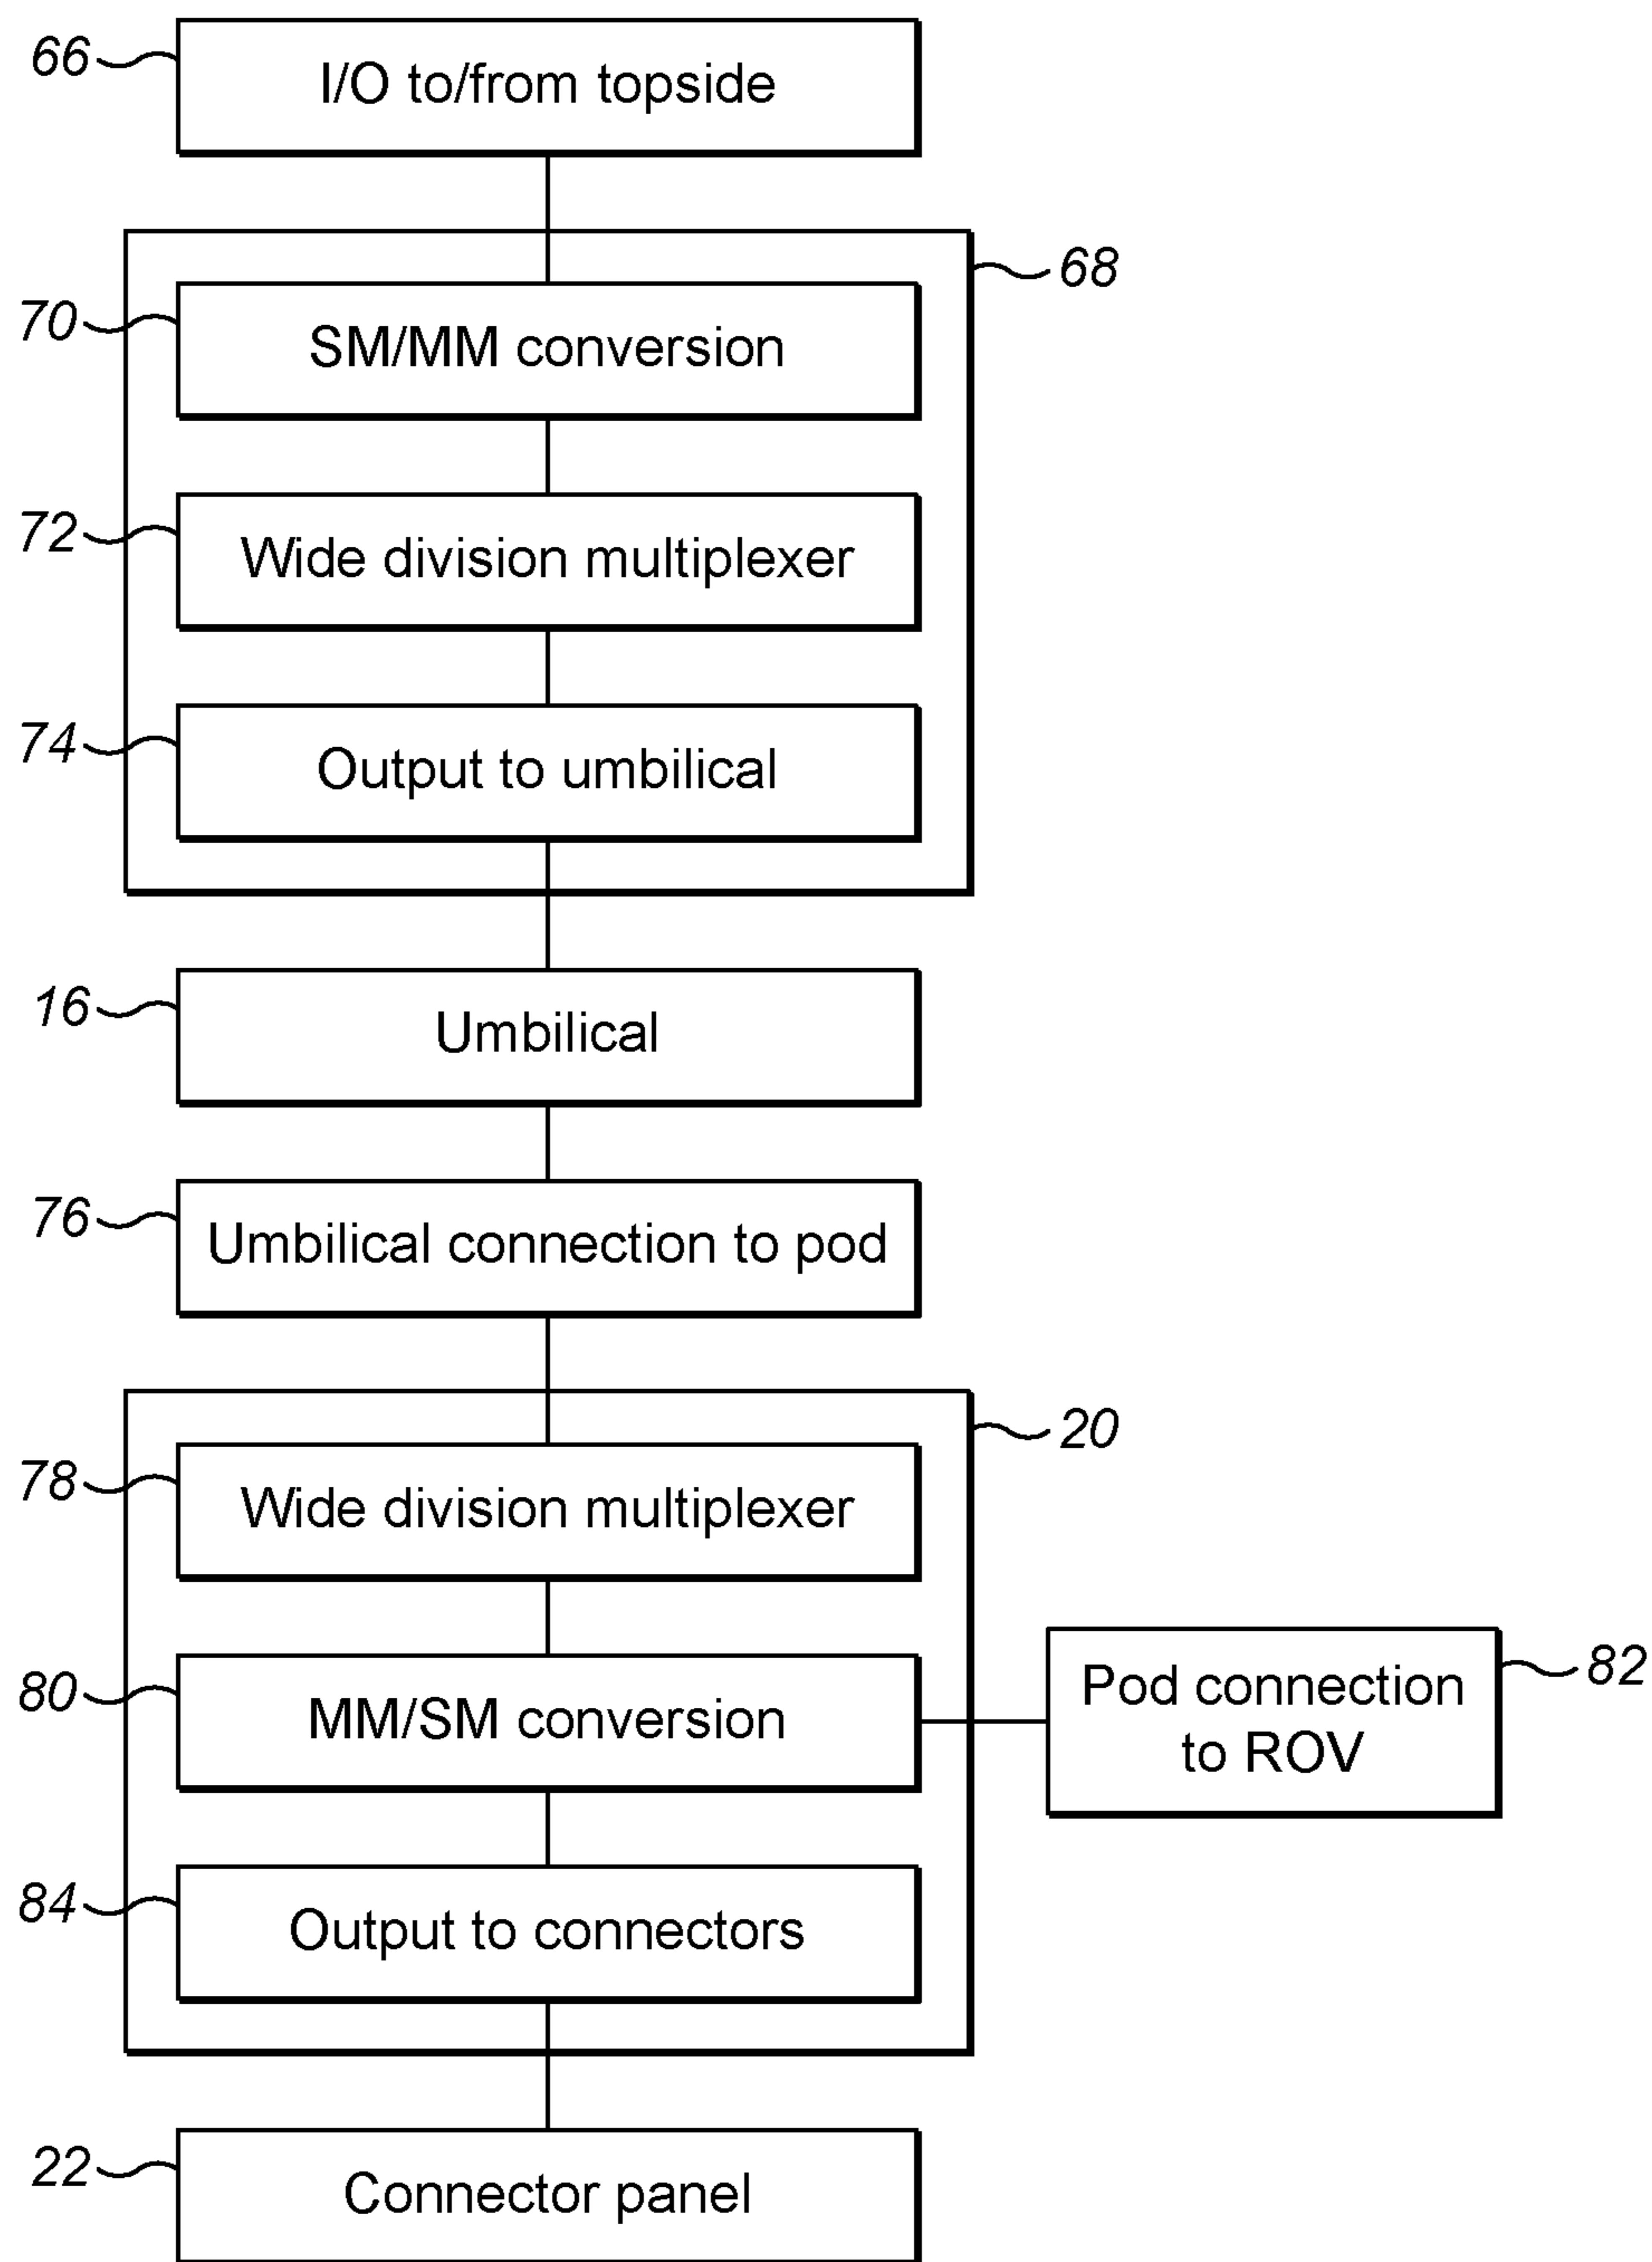 66
I/O to/from topside
68
70
SM/MM conversion
72
Wide division multiplexer
74
Output to umbilical
16
Umbilical
76
Umbilical connection to pod
20
78
Wide division multiplexer
80
MM/SM conversion
Pod connection
to ROV
82
84
Output to connectors
22
Connector panel